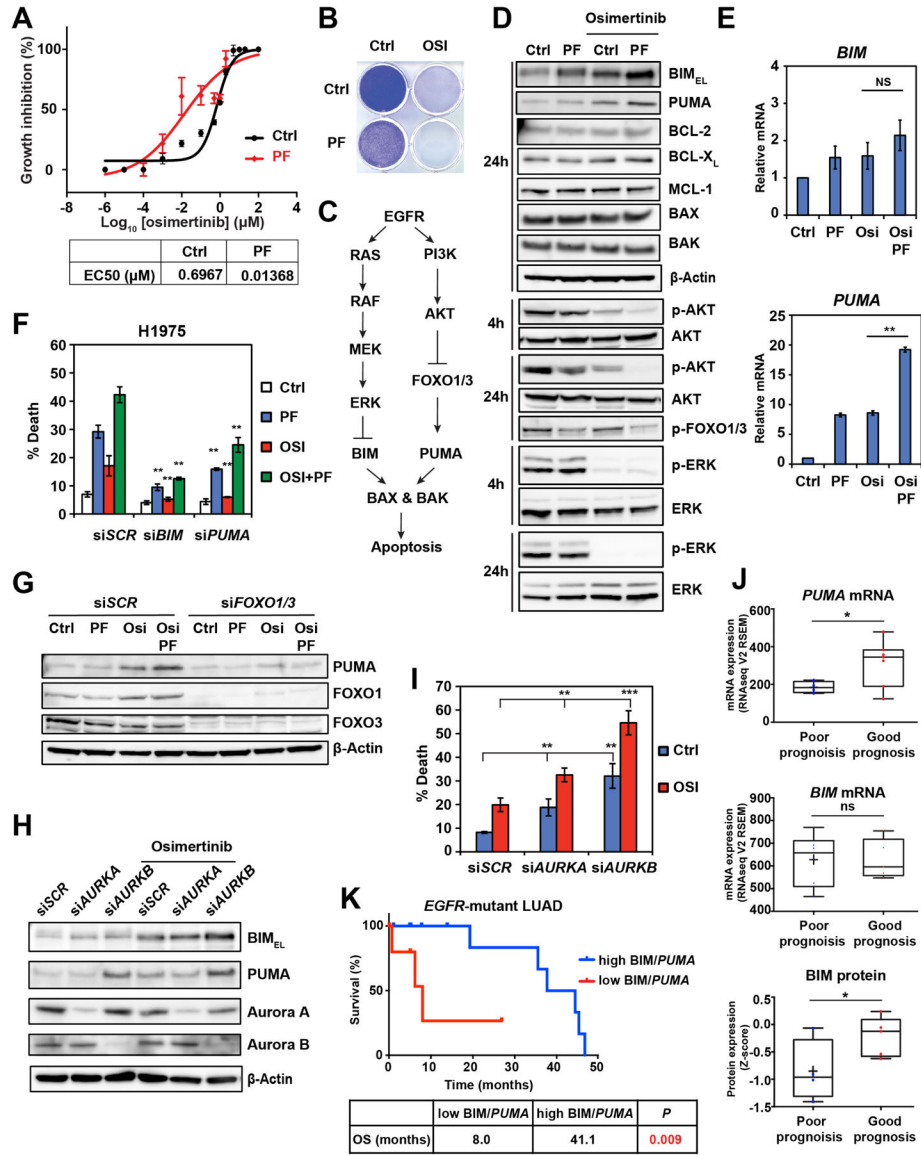 A
Growth inhibition (%)
100
50
0
-6 -4 -2 0 2 4
-8
Log10 [osimertinib] (µM)
Ctrl
PF
Ctrl PF
EC50 (µM) 0.6967 0.01368
B
Ctrl OSI
Ctrl
PF
C
EGFR
RAS PI3K
RAF AKT
MEK
FOXO1/3
ERK
BIM PUMA
BAX & BAK
Apoptosis
D
Osimertinib
Ctrl PF Ctrl PF
24h
BIMEL
PUMA
BCL-2
BCL-XL
MCL-1
BAX
BAK
β-Actin
4h
p-AKT
AKT
24h
p-AKT
AKT
p-FOXO1/3
4h
p-ERK
ERK
24h
p-ERK
ERK
E
BIM
Relative mRNA
5
4
3
2
1
0
NS
Ctrl PF Osi Osi
PF
PUMA
Relative mRNA
25
20
15
10
5
0
**
Ctrl PF Osi Osi
PF
F
H1975
% Death
60
50
40
30
20
10
0
Ctrl
PF
OSI
OSI+PF
** ** **
** ** **
siSCR siBIM siPUMA
G
siSCR siFOXO1/3
Ctrl PF Osi Osi
PF
Ctrl PF Osi Osi
PF
PUMA
FOXO1
FOXO3
β-Actin
H
Osimertinib
siSCR siAURKA siAURKB siSCR siAURKA siAURKB
BIMEL
PUMA
Aurora A
Aurora B
β-Actin
I
% Death
70
60
50
40
30
20
10
0
** ***
** **
Ctrl
OSI
siSCR siAURKA siAURKB
J
PUMA mRNA
mRNA expression
(RNAseq V2 RSEM)
600
400
200
0
*
Poor
prognoisis
Good
prognosis
BIM mRNA
mRNA expression
(RNAseq V2 RSEM)
900
800
700
600
500
400
ns
Poor
prognoisis
Good
prognosis
BIM protein
Protein expression
(Z-score)
0.5
0.0
-0.5
-1.0
-1.5
*
Poor
prognoisis
Good
prognosis
K
EGFR-mutant LUAD
Survival (%)
100
50
0
0 10 20 30 40 50
Time (months)
high BIM/PUMA
low BIM/PUMA
low BIM/PUMA high BIM/PUMA P
OS (months) 8.0 41.1 0.009